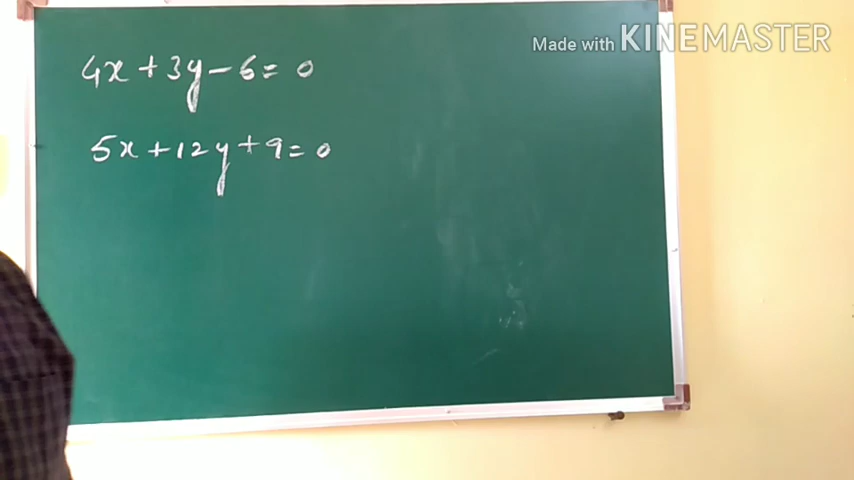 Made with KINEMASTER
4x + 3y - 6 = 0
5x + 12y + 9 = 0